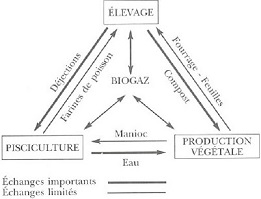 ÉLEVAGE
Déjections
Farines de poisson
Fourrage - Feuilles
Compost
BIOGAZ
Manioc
PISCICULTURE
PRODUCTION
VÉGÉTALE
Eau
Échanges importants
Échanges limités